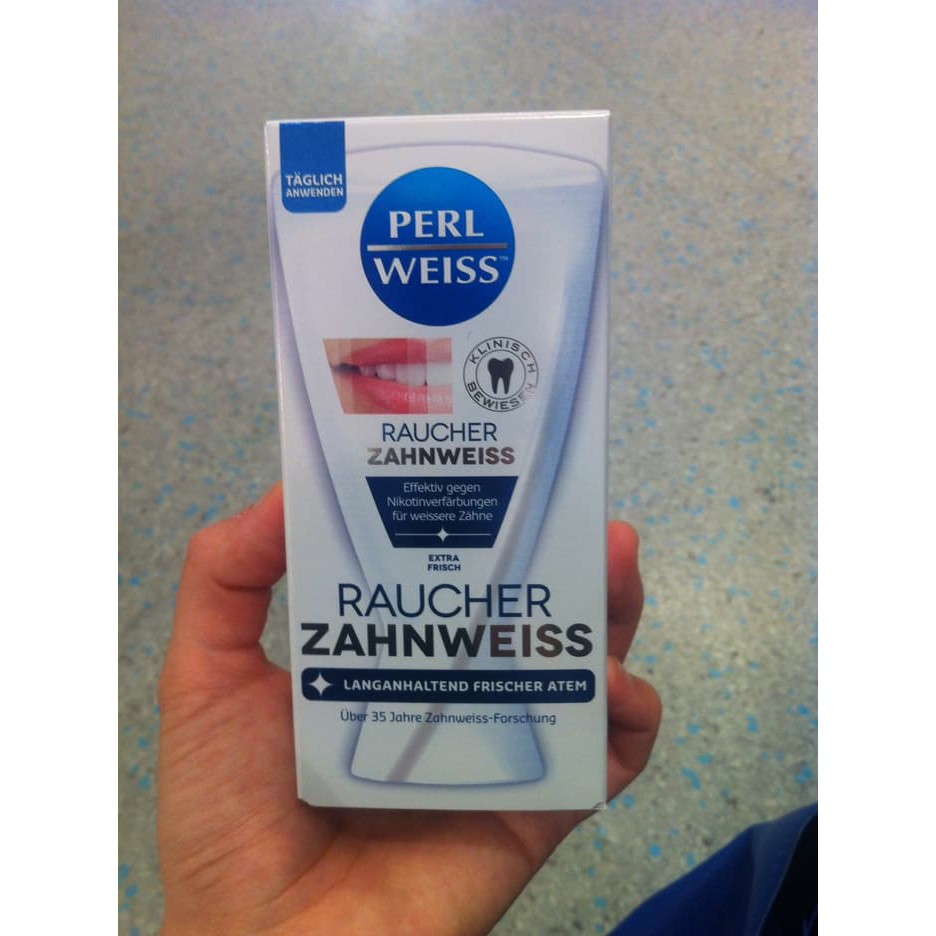 TÄGLICH
ANWENDEN
PERL
WEISS™
KLINISCH
BEWIESEN
RAUCHER
ZAHNWEISS
Effektiv gegen
Nikotinverfärbungen
für weissere Zähne
EXTRA
FRISCH
RAUCHER
ZAHNWEISS
LANGANHALTEND FRISCHER ATEM
Über 35 Jahre Zahnweiss-Forschung